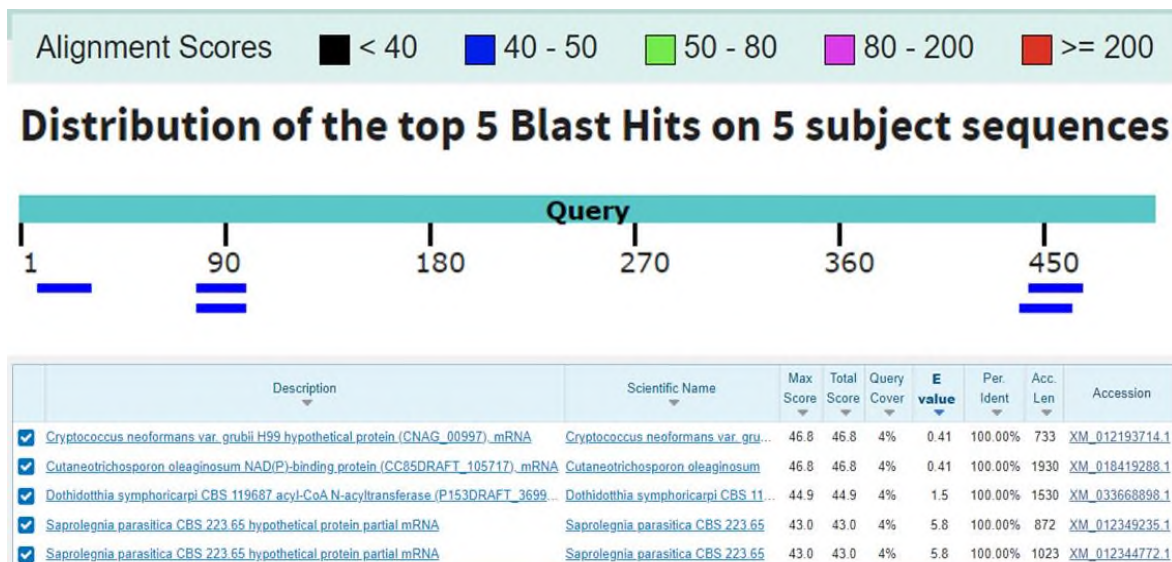 Alignment Scores < 40 40 - 50 50 - 80 80 - 200 >= 200
Distribution of the top 5 Blast Hits on 5 subject sequences
Query
1 90 180 270 360 450
Description Scientific Name Max Score Total Score Query Cover E value Per. Ident Acc. Len Accession
Cryptococcus neoformans var. grubii H99 hypothetical protein (CNAG_00997), mRNA Cryptococcus neoformans var. gru... 46.8 46.8 4% 0.41 100.00% 733 XM_012193714.1
Cutaneotrichosporon oleaginosum NAD(P)-binding protein (CC85DRAFT_105717), mRNA Cutaneotrichosporon oleaginosum 46.8 46.8 4% 0.41 100.00% 1930 XM_018419288.1
Dothidotthia symphoricarpi CBS 119687 acyl-CoA N-acyltransferase (P153DRAFT_3699... Dothidotthia symphoricarpi CBS 11... 44.9 44.9 4% 1.5 100.00% 1530 XM_033668898.1
Saprolegnia parasitica CBS 223.65 hypothetical protein partial mRNA Saprolegnia parasitica CBS 223.65 43.0 43.0 4% 5.8 100.00% 872 XM_012349235.1
Saprolegnia parasitica CBS 223.65 hypothetical protein partial mRNA Saprolegnia parasitica CBS 223.65 43.0 43.0 4% 5.8 100.00% 1023 XM_012344772.1